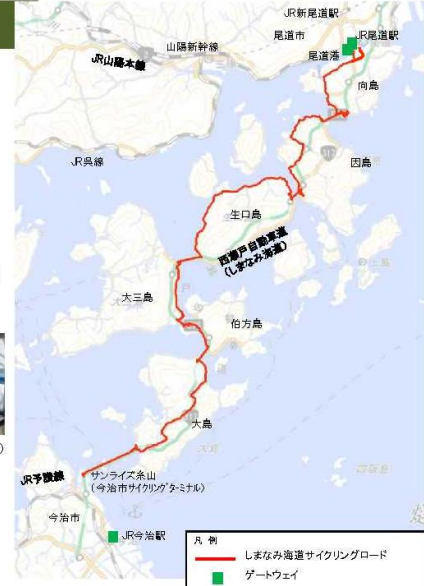 JR新尾道駅
尾道市
JR尾道駅
山陽新幹線
尾道港
JR山陽本線
向島
JR呉線
因島
317
生口島
西瀬戸自動車道
(しまなみ海道)
大三島
伯方島
大島
JR予讃線
サンライズ糸山
(今治市サイクリングターミナル)
今治市
JR今治駅
凡 例
しまなみ海道サイクリングロード
ゲートウェイ